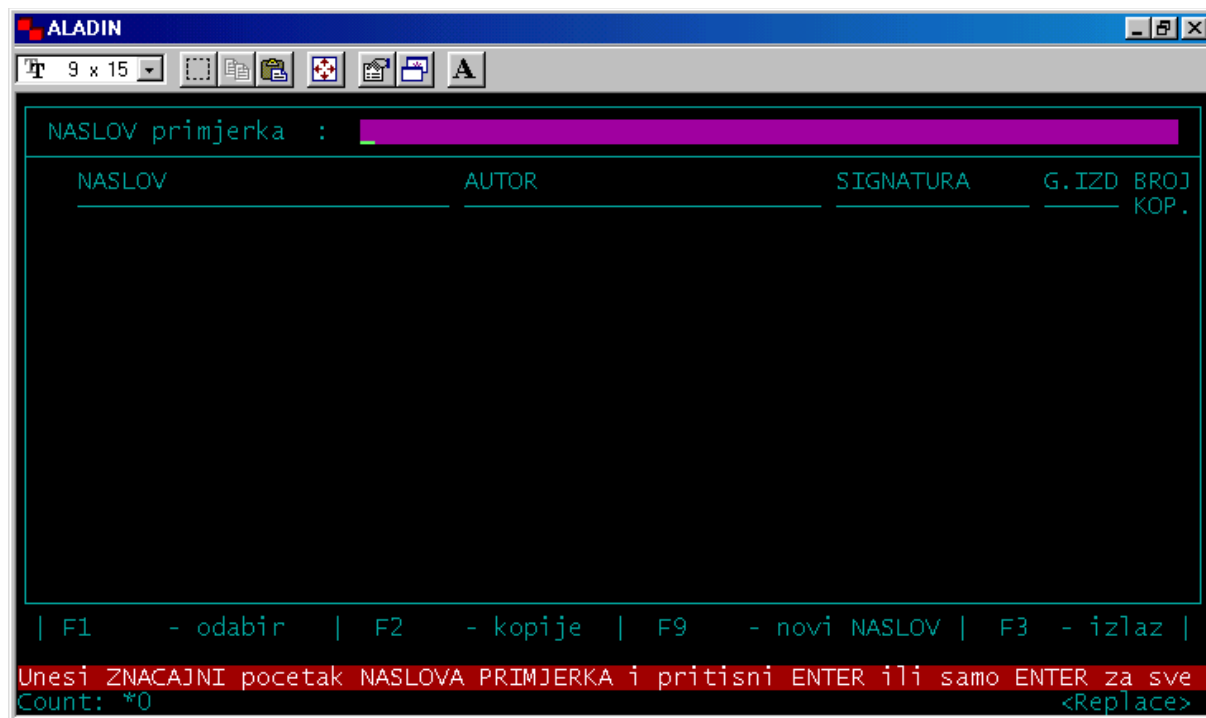 ALADIN
9 x 15 A
NASLOV primjerka :
NASLOV AUTOR SIGNATURA G.IZD BROJ
KOP.
| F1 - odabir | F2 - kopije | F9 - novi NASLOV | F3 - izlaz |
Unesi ZNACAJNI pocetak NASLOVA PRIMJERKA i pritisni ENTER ili samo ENTER za sve
Count: *0 <Replace>